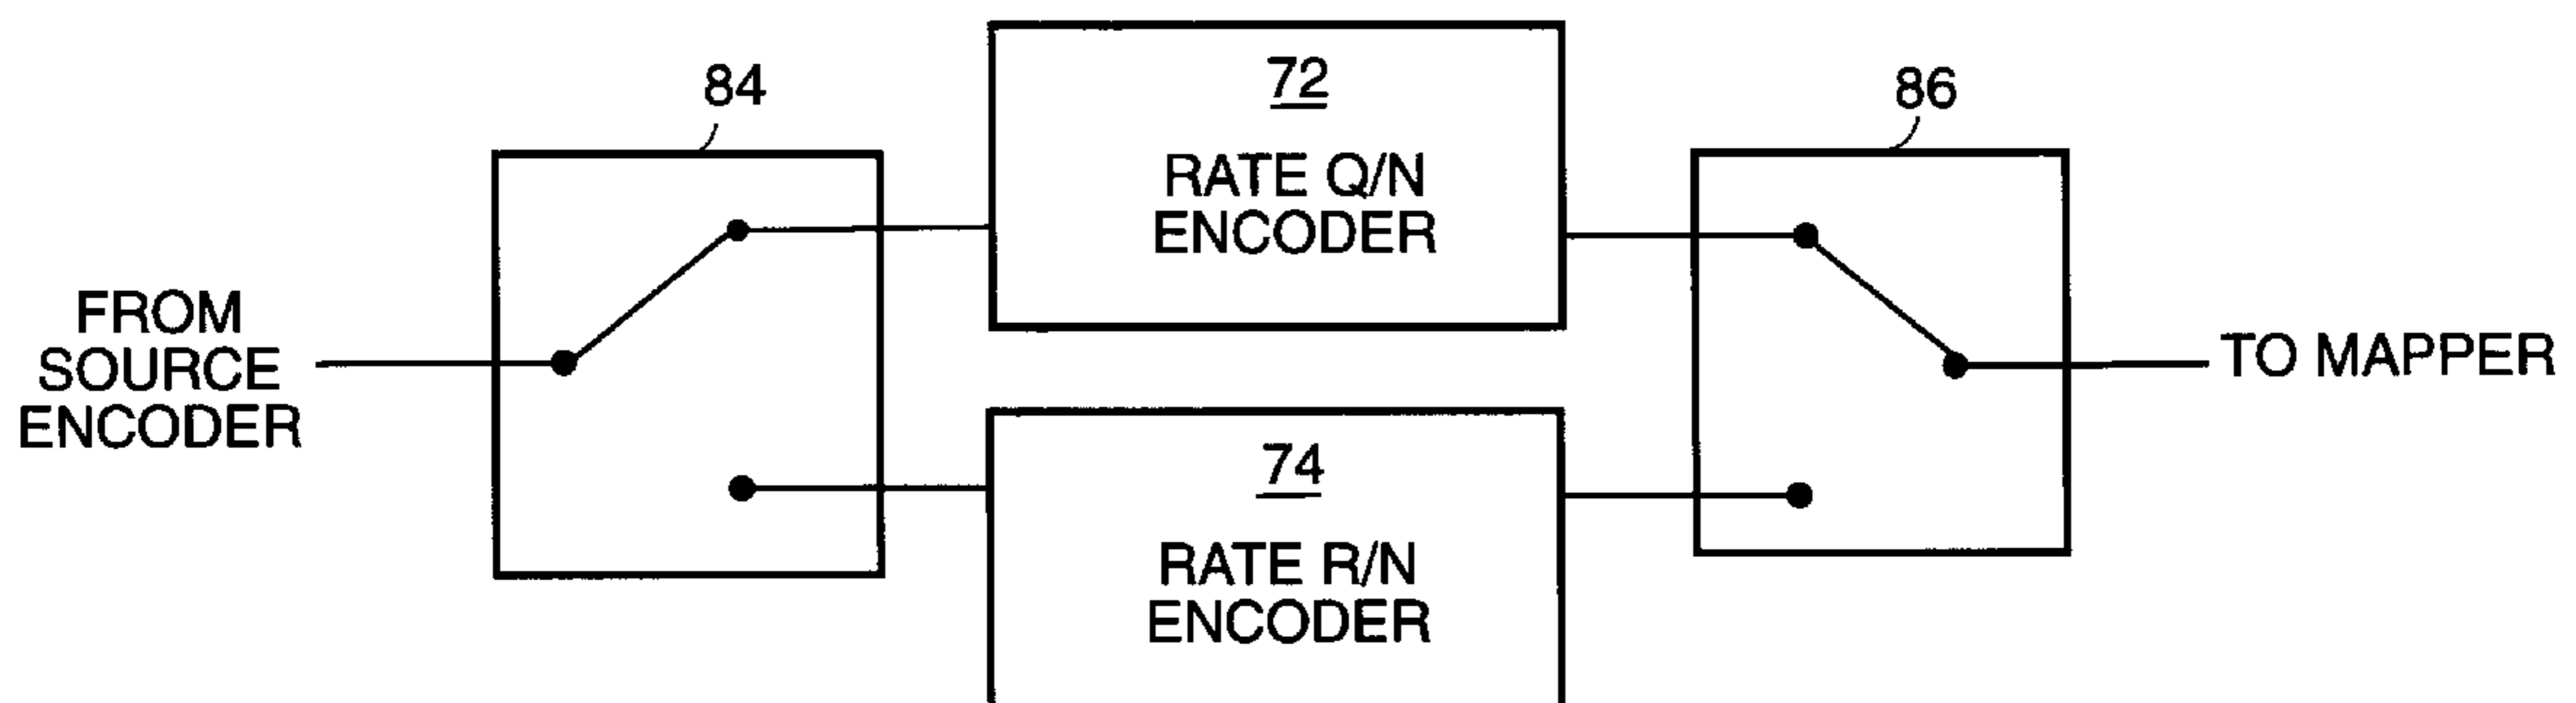 84
72
RATE Q/N
ENCODER
86
FROM
SOURCE
ENCODER
TO MAPPER
74
RATE R/N
ENCODER